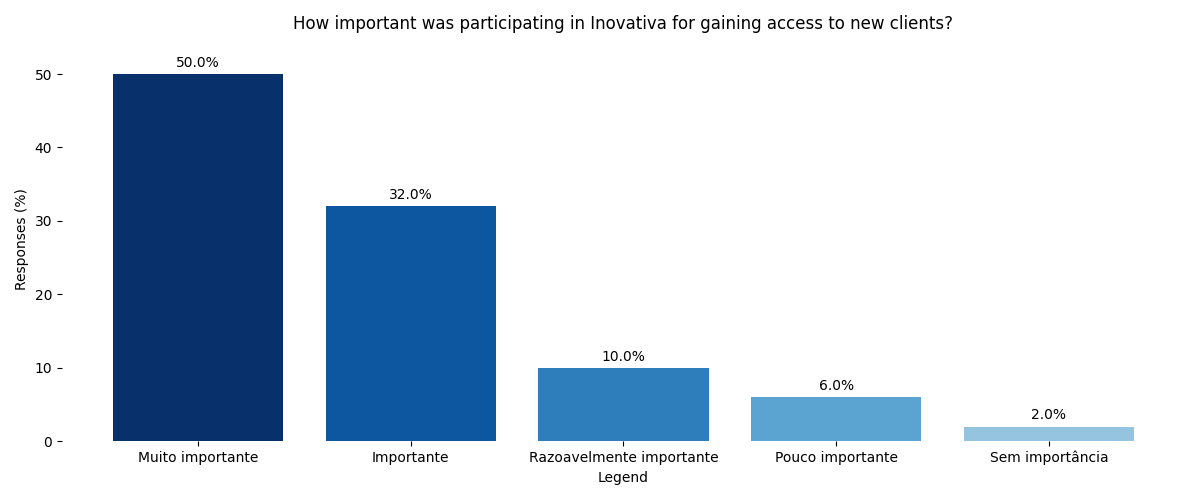 How important was participating in Inovativa for gaining access to new clients?
Responses (%)
50
40
30
20
10
0
50.0%
32.0%
10.0%
6.0%
2.0%
Muito importante
Importante
Razoavelmente importante
Pouco importante
Sem importância
Legend